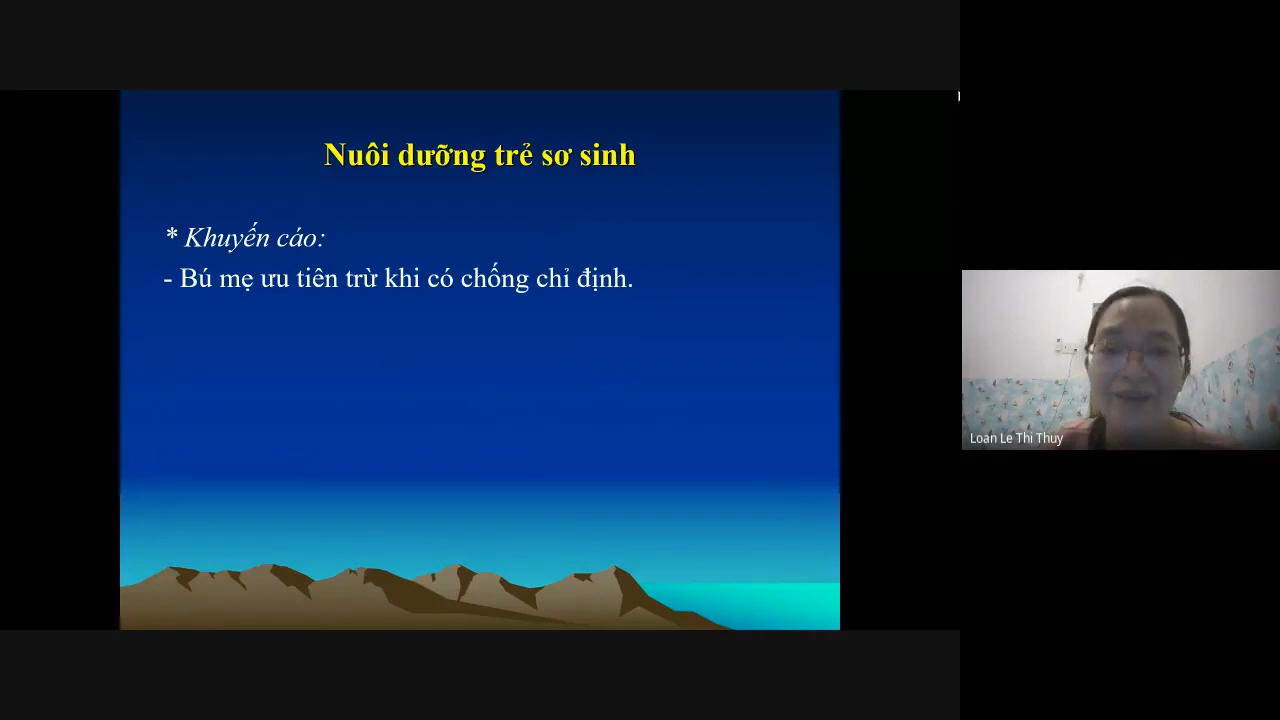 Nuôi dưỡng trẻ sơ sinh
* Khuyến cáo:
- Bú mẹ ưu tiên trừ khi có chống chỉ định.
Loan Le Thi Thuy